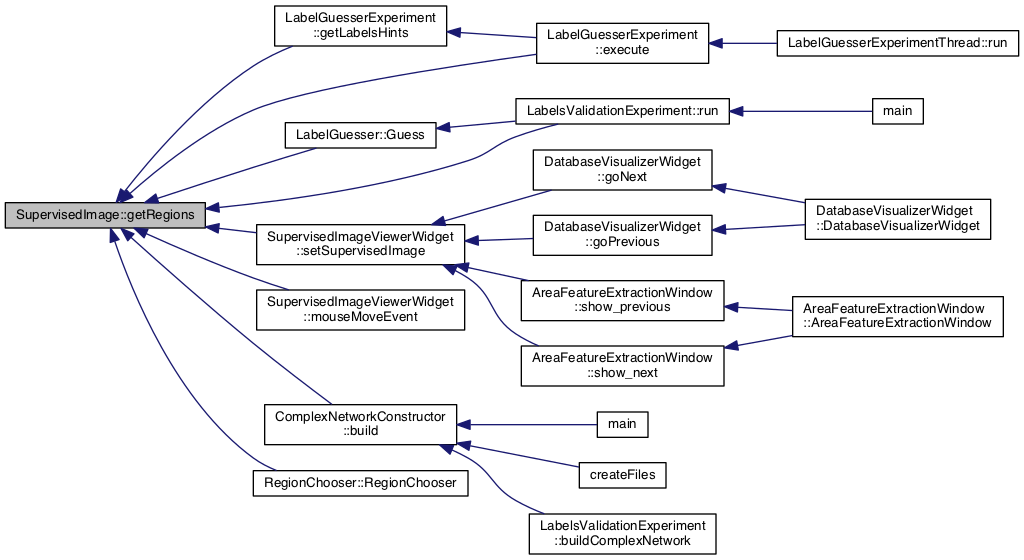 LabelGuesserExperiment
::getLabelsHints
LabelGuesserExperiment
::execute
LabelGuesserExperimentThread::run
LabelsValidationExperiment::run
main
LabelGuesser::Guess
DatabaseVisualizerWidget
::goNext
SupervisedImage::getRegions
DatabaseVisualizerWidget
::DatabaseVisualizerWidget
SupervisedImageViewerWidget
::setSupervisedImage
DatabaseVisualizerWidget
::goPrevious
AreaFeatureExtractionWindow
::show_previous
SupervisedImageViewerWidget
::mouseMoveEvent
AreaFeatureExtractionWindow
::AreaFeatureExtractionWindow
AreaFeatureExtractionWindow
::show_next
ComplexNetworkConstructor
::build
main
createFiles
RegionChooser::RegionChooser
LabelsValidationExperiment
::buildComplexNetwork